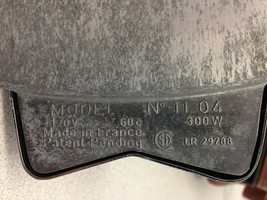 MODEL N° 11.04
120V 60~ 300W
Made in France
Patent Pending LR 29788